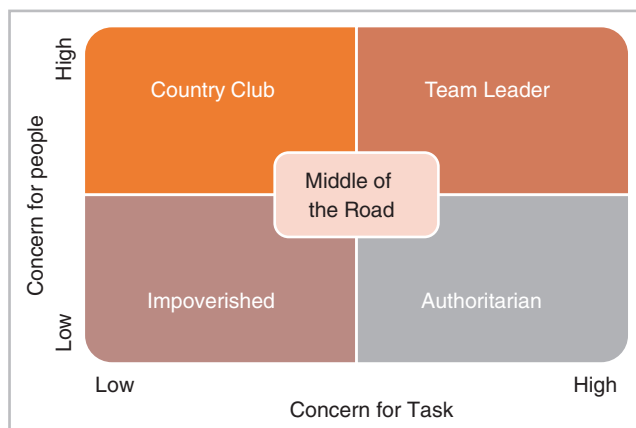 High
Country Club
Team Leader
Concern for people
Middle of
the Road
Impoverished
Authoritarian
Low
Low
High
Concern for Task